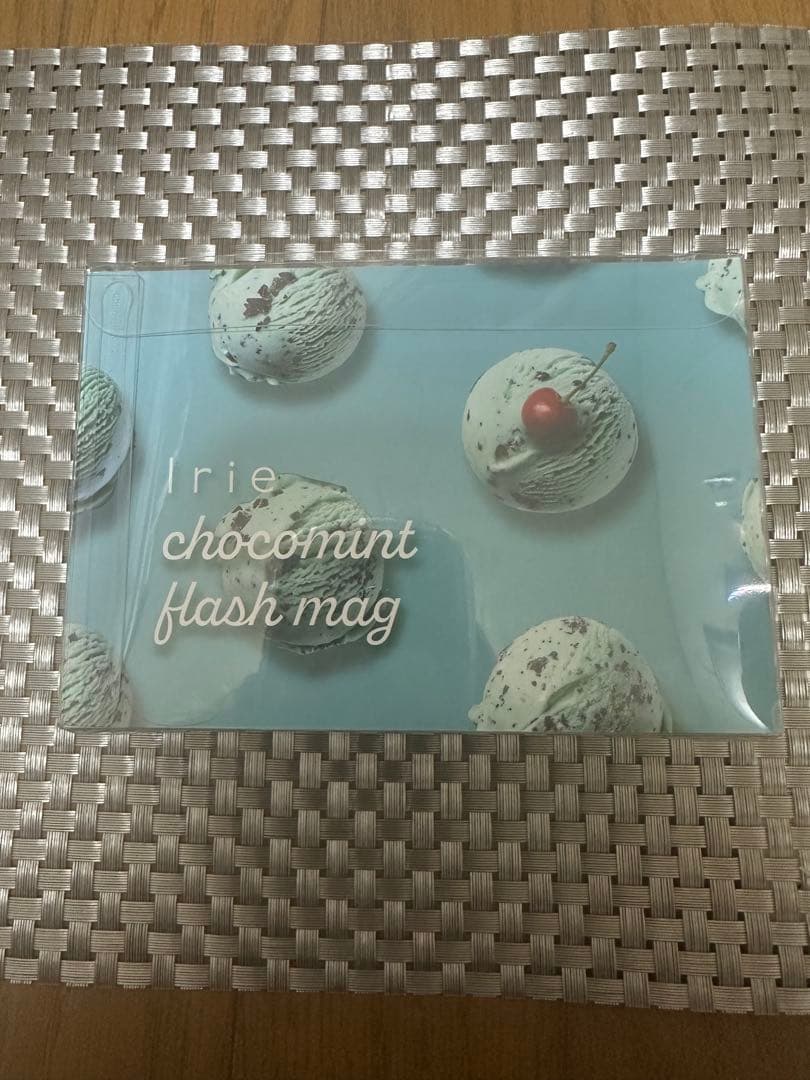 Irie
chocomint
flash mag